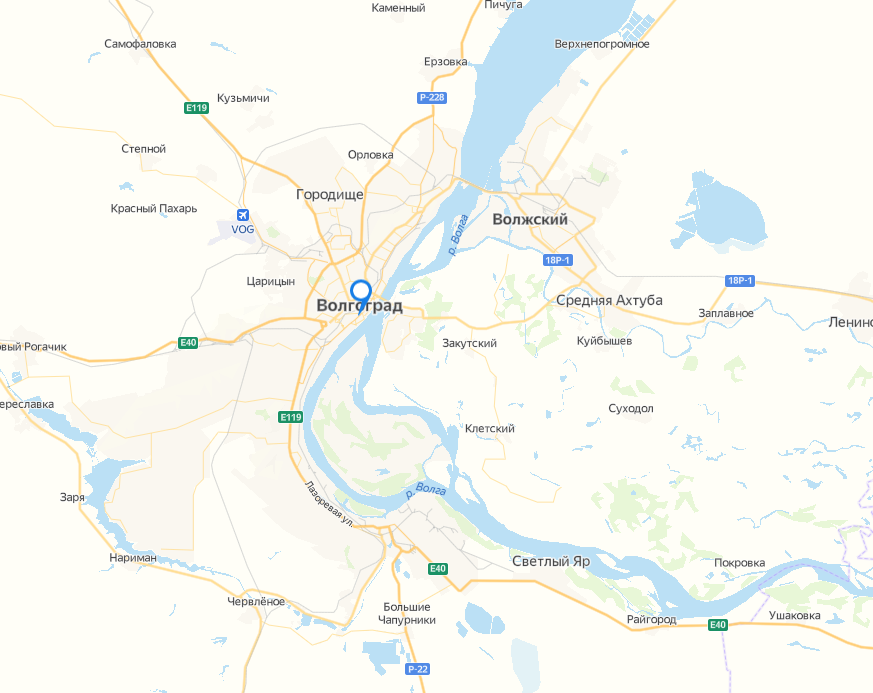 Пичуга
Каменный
Самофаловка
Верхнепогромное
Ерзовка
Р-228
Кузьмичи
E119
Степной
Орловка
Городище
Красный Пахарь
VOG
Волжский
р. Волга
18Р-1
Царицын
18Р-1
Средняя Ахтуба
Волгоград
Заплавное
Ленинс
E40
Закутский
Куйбышев
вый Рогачик
ереславка
E119
Суходол
Клетский
Заря
Лазоревая ул.
р. Волга
Нариман
E40
Светлый Яр
Покровка
Червлёное
Большие
Чапурники
Райгород
E40
Ушаковка
Р-22